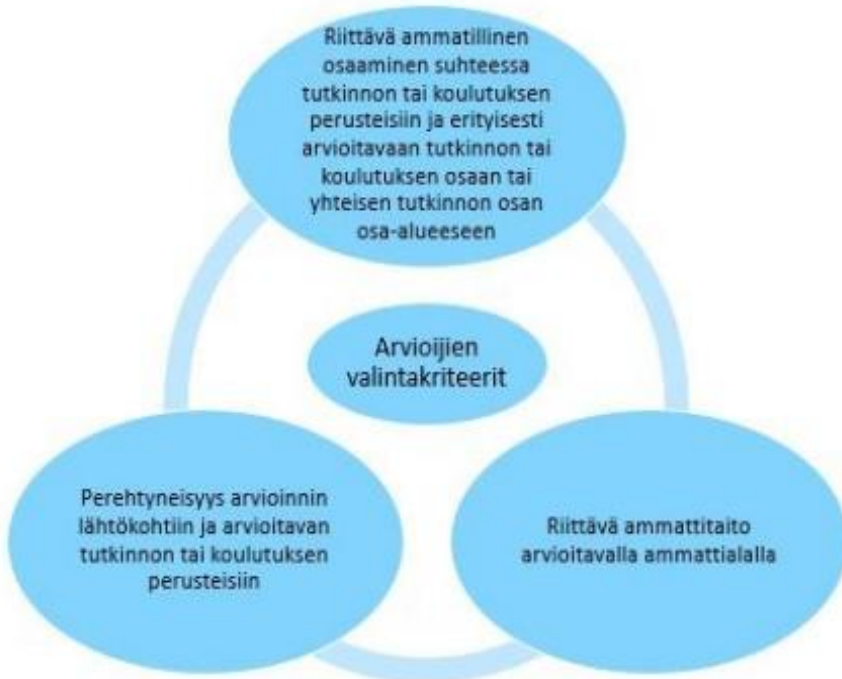 Riittävä ammatillinen
osaaminen suhteessa
tutkinnon tai koulutuksen
perusteisiin ja erityisesti
arvioitavaan tutkinnon tai
koulutuksen osaan tai
yhteisen tutkinnon osan
osa-alueeseen
Arvioijien
valintakriteerit
Perehtyneisyys arvioinnin
lähtökohtiin ja arvioitavan
tutkinnon tai koulutuksen
perusteisiin
Riittävä ammattitaito
arvioitavalla ammattialalla